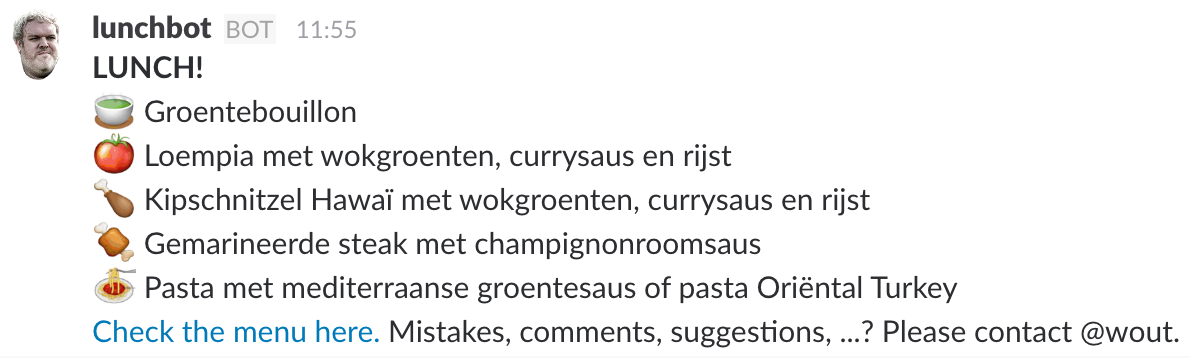 lunchbot BOT 11:55
LUNCH!
Groentebouillon
Loempia met wokgroenten, currysaus en rijst
Kipschnitzel Hawaï met wokgroenten, currysaus en rijst
Gemarineerde steak met champignonroomsaus
Pasta met mediterraanse groentesaus of pasta Oriëntal Turkey
Check the menu here. Mistakes, comments, suggestions, ...? Please contact @wout.